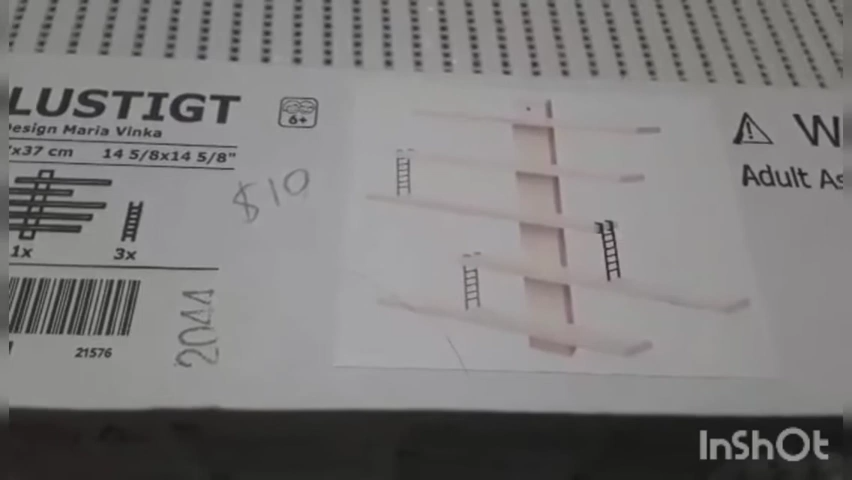 LUSTIGT
Design Maria Vinka
x37 cm 14 5/8x14 5/8"
6+
$10
1x
3x
21576
2044
W
Adult As
InShOt